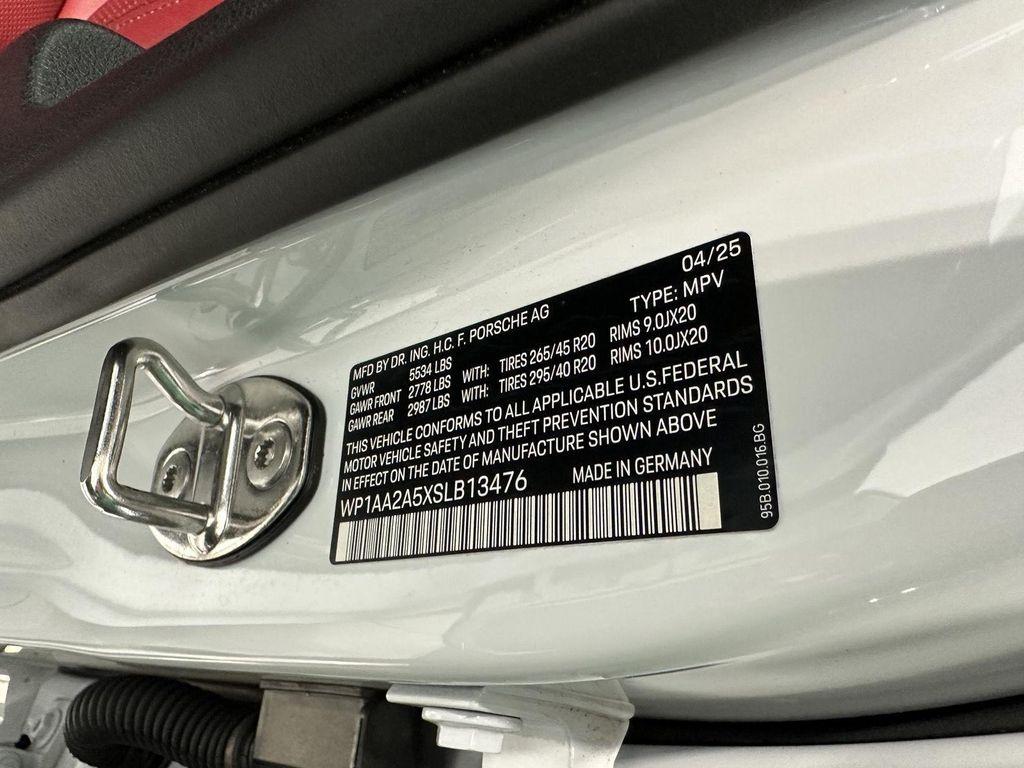 04/25
MFD BY DR. ING. H.C. F. PORSCHE AG TYPE: MPV
GVWR 5534 LBS
GAWR FRONT 2778 LBS WITH: TIRES 265/45 R20 RIMS 9.0JX20
GAWR REAR 2987 LBS WITH: TIRES 295/40 R20 RIMS 10.0JX20
THIS VEHICLE CONFORMS TO ALL APPLICABLE U.S.FEDERAL
MOTOR VEHICLE SAFETY AND THEFT PREVENTION STANDARDS
IN EFFECT ON THE DATE OF MANUFACTURE SHOWN ABOVE
WP1AA2A5XSLB13476 MADE IN GERMANY
95B.010.016.BG